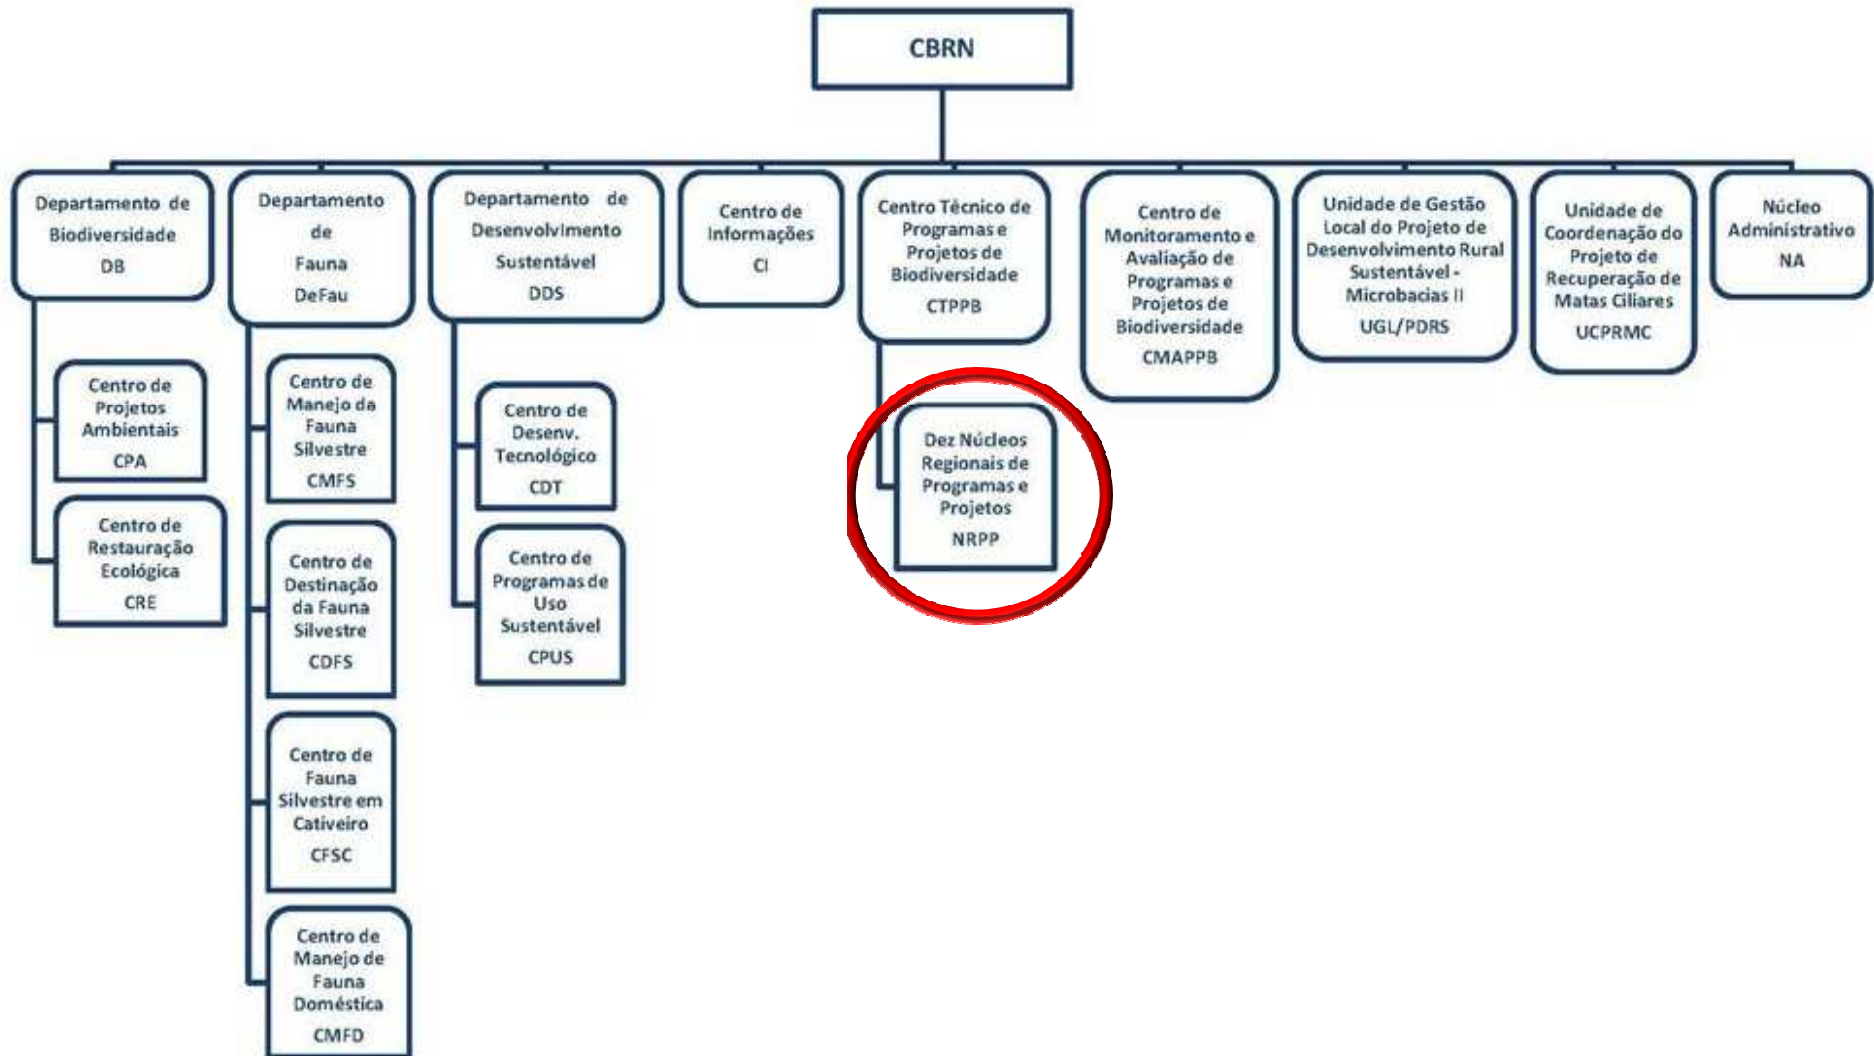 CBRN
Departamento de
Biodiversidade
DB
Centro de
Projetos
Ambientais
CPA
Centro de
Restauração
Ecológica
CRE
Departamento
de
Fauna
DeFau
Centro de
Manejo da
Fauna
Silvestre
CMFS
Centro de
Destinação
da Fauna
Silvestre
CDFS
Centro de
Fauna
Silvestre em
Cativeiro
CFSC
Centro de
Manejo de
Fauna
Doméstica
CMFD
Departamento de
Desenvolvimento
Sustentável
DDS
Centro de
Desenv.
Tecnológico
CDT
Centro de
Programas de
Uso
Sustentável
CPUS
Centro de
Informações
CI
Centro Técnico de
Programas e
Projetos de
Biodiversidade
CTPPB
Dez Núcleos
Regionais de
Programas e
Projetos
NRPP
Centro de
Monitoramento e
Avaliação de
Programas e
Projetos de
Biodiversidade
CMAPPB
Unidade de Gestão
Local do Projeto de
Desenvolvimento Rural
Sustentável -
Microbacias II
UGL/PDRS
Unidade de
Coordenação do
Projeto de
Recuperação de
Matas Ciliares
UCPRMC
Núcleo
Administrativo
NA